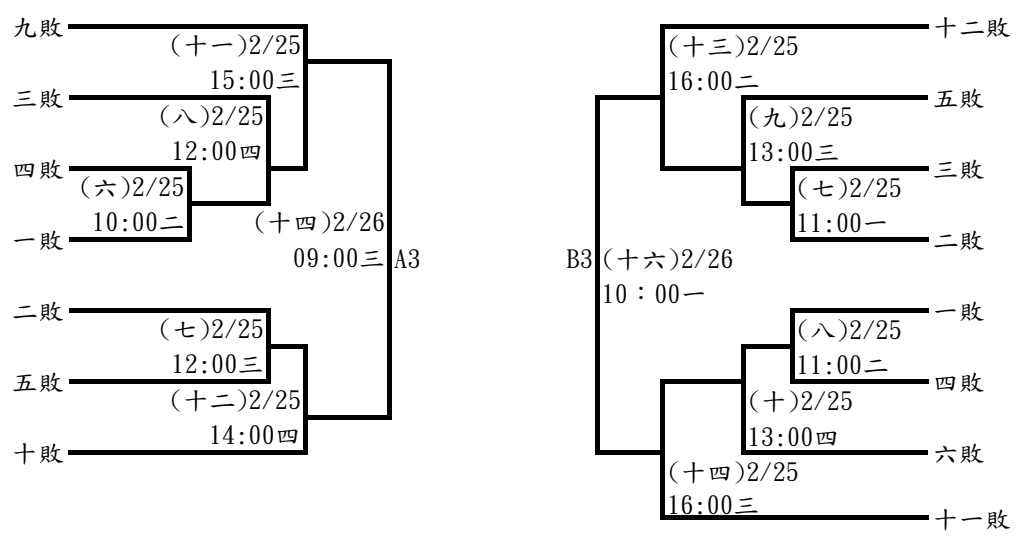 九敗
(十一)2/25
15:00三
三敗
(八)2/25
12:00四
四敗
(六)2/25
10:00二
一敗
(十四)2/26
09:00三
A3
二敗
(七)2/25
12:00三
五敗
(十二)2/25
14:00四
十敗
十二敗
(十三)2/25
16:00二
五敗
(九)2/25
13:00三
三敗
(七)2/25
11:00一
二敗
B3
(十六)2/26
10:00一
一敗
(八)2/25
11:00二
四敗
(十)2/25
13:00四
六敗
(十四)2/25
16:00三
十一敗